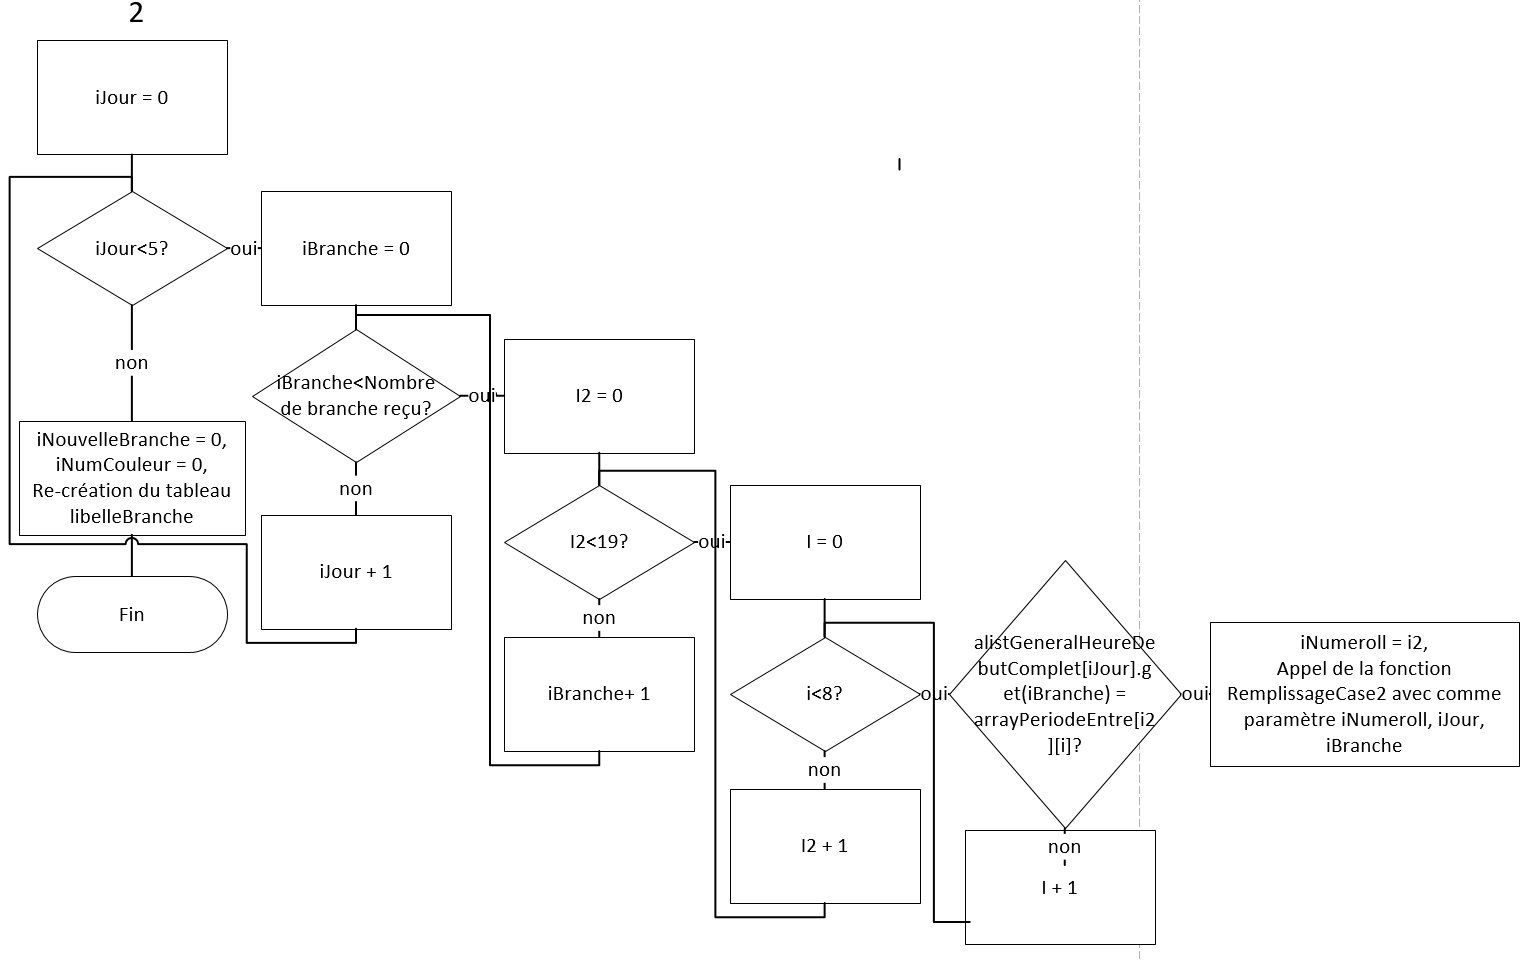 2
iJour = 0
iJour<5?
oui
iBranche = 0
non
iBranche<Nombre
de branche reçu?
oui
I2 = 0
iNouvelleBranche = 0,
iNumCouleur = 0,
Re-création du tableau
libelleBranche
non
iJour + 1
Fin
I2<19?
oui
I = 0
non
iBranche+ 1
i<8?
oui
alistGeneralHeureDe
butComplet[iJour].g
et(iBranche) =
arrayPeriodeEntre[i2
][i]?
oui
iNumeroll = i2,
Appel de la fonction
RemplissageCase2 avec comme
paramètre iNumeroll, iJour,
iBranche
non
I2 + 1
non
I + 1